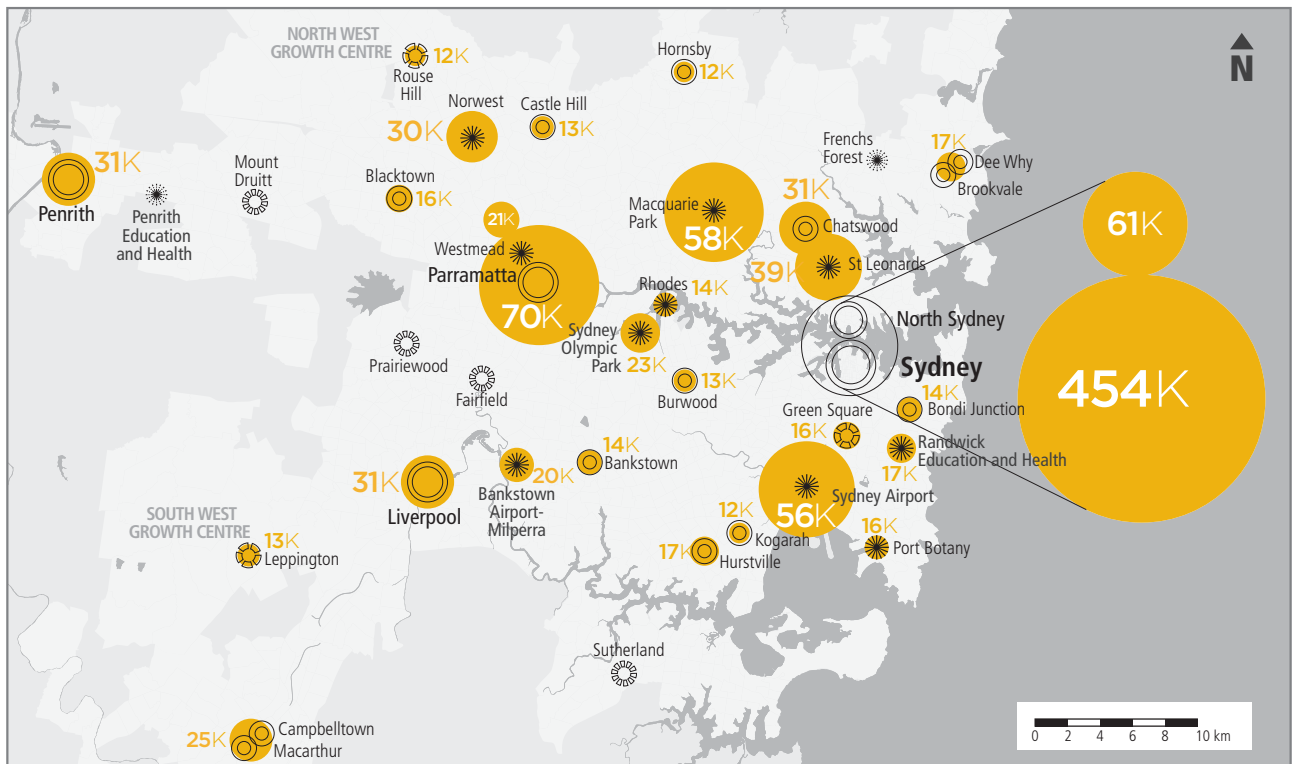 NORTH WEST
GROWTH CENTRE
12K
Rouse
Hill
Hornsby
12K
N
Norwest
30K
Castle Hill
13K
Frenchs
Forest
17K
Dee Why
Brookvale
31K
Penrith
Penrith
Education
and Health
Mount
Druitt
Blacktown
16K
Macquarie
Park
58K
31K
Chatswood
61K
21K
Westmead
Parramatta
70K
39K
St Leonards
Rhodes
14K
Sydney
Olympic
Park
23K
North Sydney
Sydney
454K
Prairiewood
Fairfield
13K
Burwood
14K
Bondi Junction
Green Square
16K
Randwick
Education and Health
17K
31K
Liverpool
20K
Bankstown
Airport-
Milperra
14K
Bankstown
Sydney Airport
56K
SOUTH WEST
GROWTH CENTRE
13K
Leppington
12K
Kogarah
17K
Hurstville
16K
Port Botany
Sutherland
25K
Campbelltown
Macarthur
0 2 4 6 8 10 km